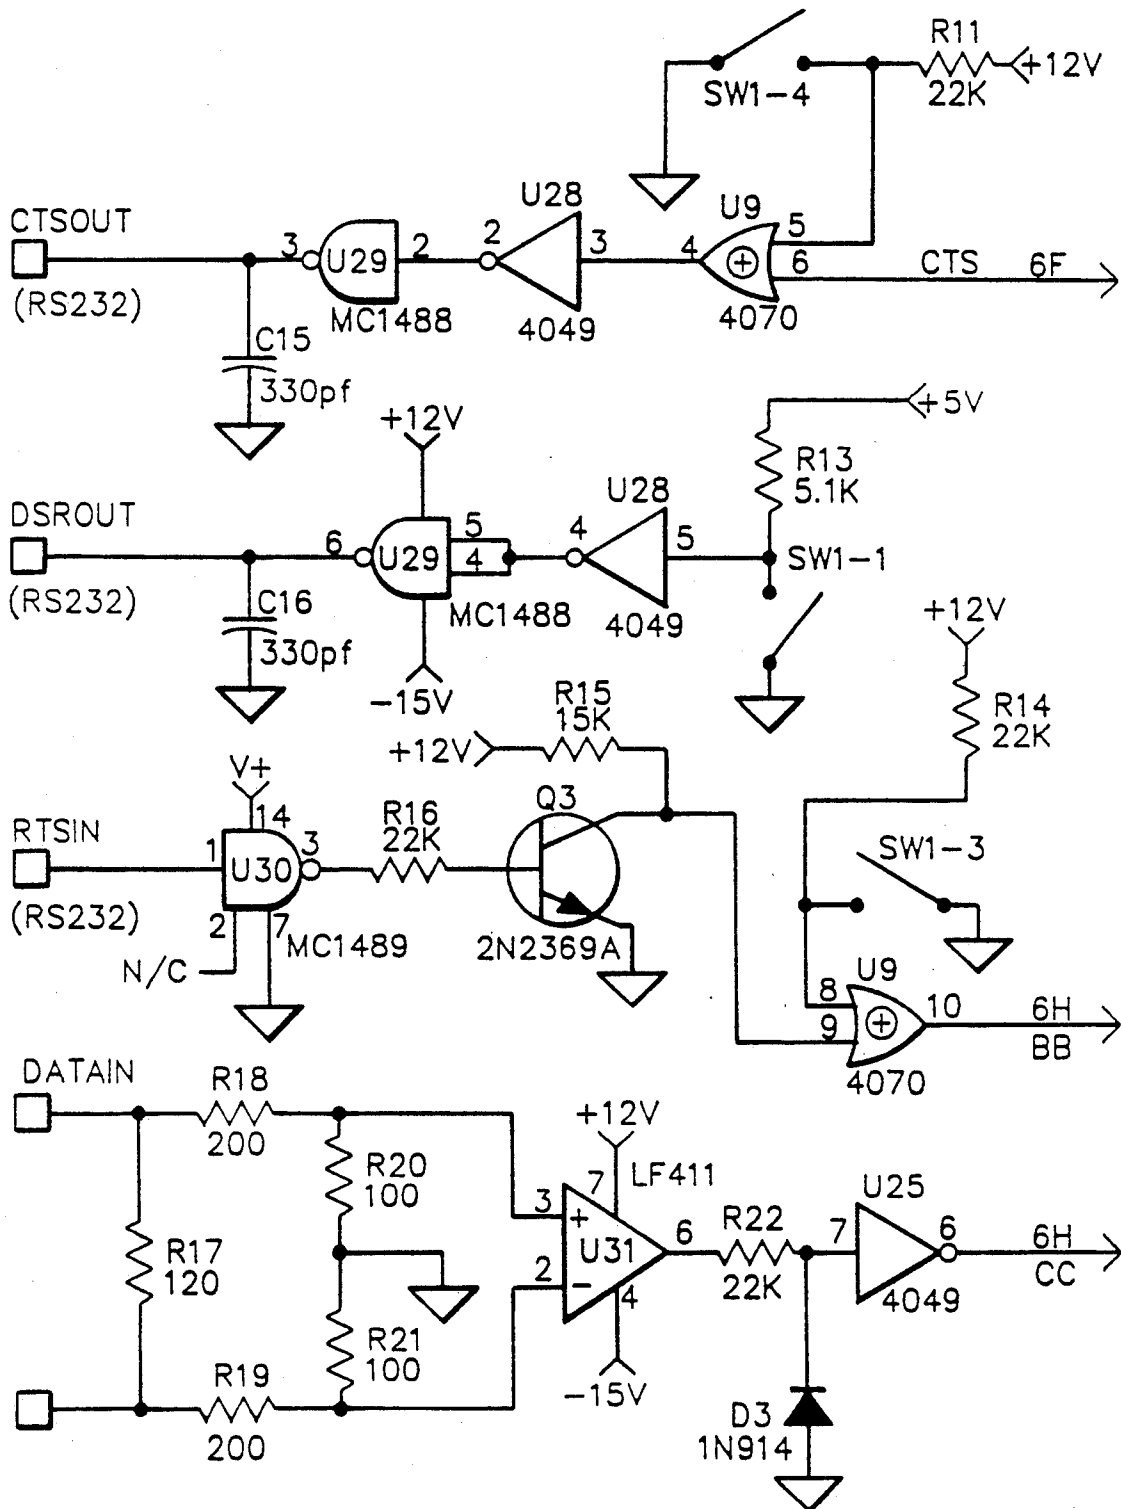 R11
+12V
22K
SW1-4
U28
U9
CTSOUT
3
U29
2
2
3
4
5
6
CTS
6F
(RS232)
MC1488
4049
4070
C15
330pf
+12V
+5V
R13
5.1K
U28
DSROUT
6
U29
5
4
4
5
SW1-1
(RS232)
C16
330pf
MC1488
4049
-15V
+12V
R14
22K
R15
15K
+12V
V+
14
RTSIN
1
U30
3
R16
22K
Q3
SW1-3
(RS232)
2
7
MC1489
2N2369A
N/C
U9
8
9
10
6H
BB
4070
DATAIN
R18
200
+12V
R20
100
7
LF411
U25
3
+
U31
6
R22
22K
7
6
6H
CC
R17
120
2
-
4
4049
R21
100
-15V
R19
200
D3
1N914